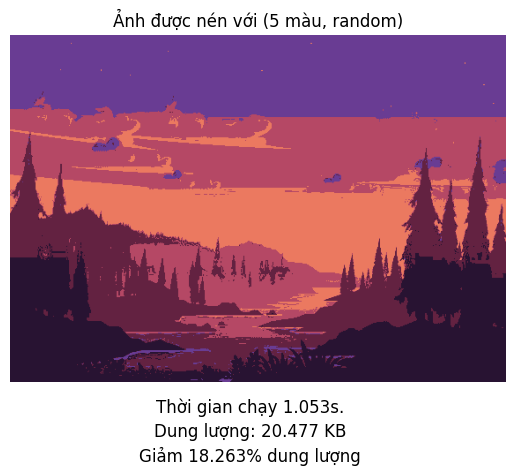 Ảnh được nén với (5 màu, random)
Thời gian chạy 1.053s.
Dung lượng: 20.477 KB
Giảm 18.263% dung lượng